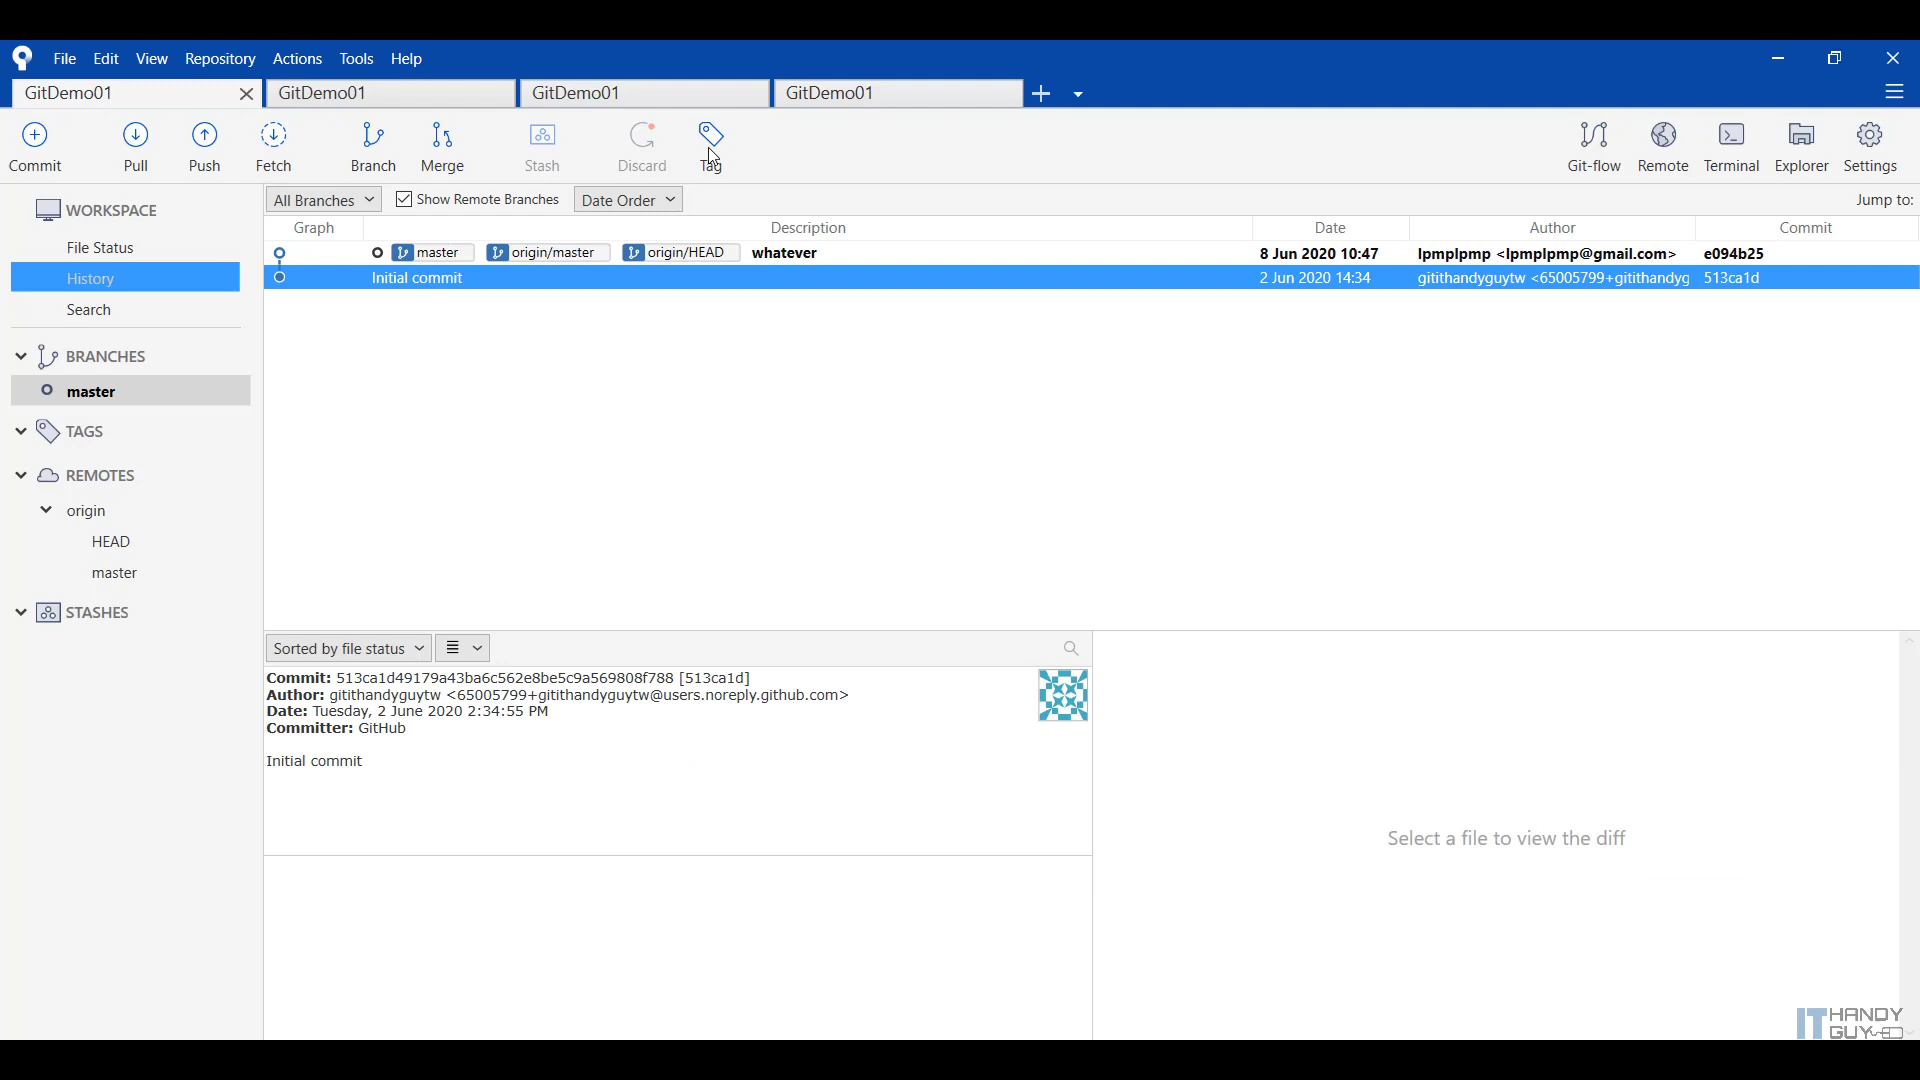 File Edit View Repository Actions Tools Help
GitDemo01 GitDemo01 GitDemo01 GitDemo01
Commit Pull Push Fetch Branch Merge Stash Discard Tag Git-flow Remote Terminal Explorer Settings
WORKSPACE
File Status
History
Search
BRANCHES
master
TAGS
REMOTES
origin
HEAD
master
STASHES
All Branches Show Remote Branches Date Order Jump to:
Graph Description Date Author Commit
master origin/master origin/HEAD whatever 8 Jun 2020 10:47 lpmplpmp <lpmplpmp@gmail.com> e094b25
Initial commit 2 Jun 2020 14:34 gitithandyguytw <65005799+gitithandyg 513ca1d
Sorted by file status
Commit: 513ca1d49179a43ba6c562e8be5c9a569808f788 [513ca1d]
Author: gitithandyguytw <65005799+gitithandyguytw@users.noreply.github.com>
Date: Tuesday, 2 June 2020 2:34:55 PM
Committer: GitHub
Initial commit
Select a file to view the diff
IT HANDY
GUY